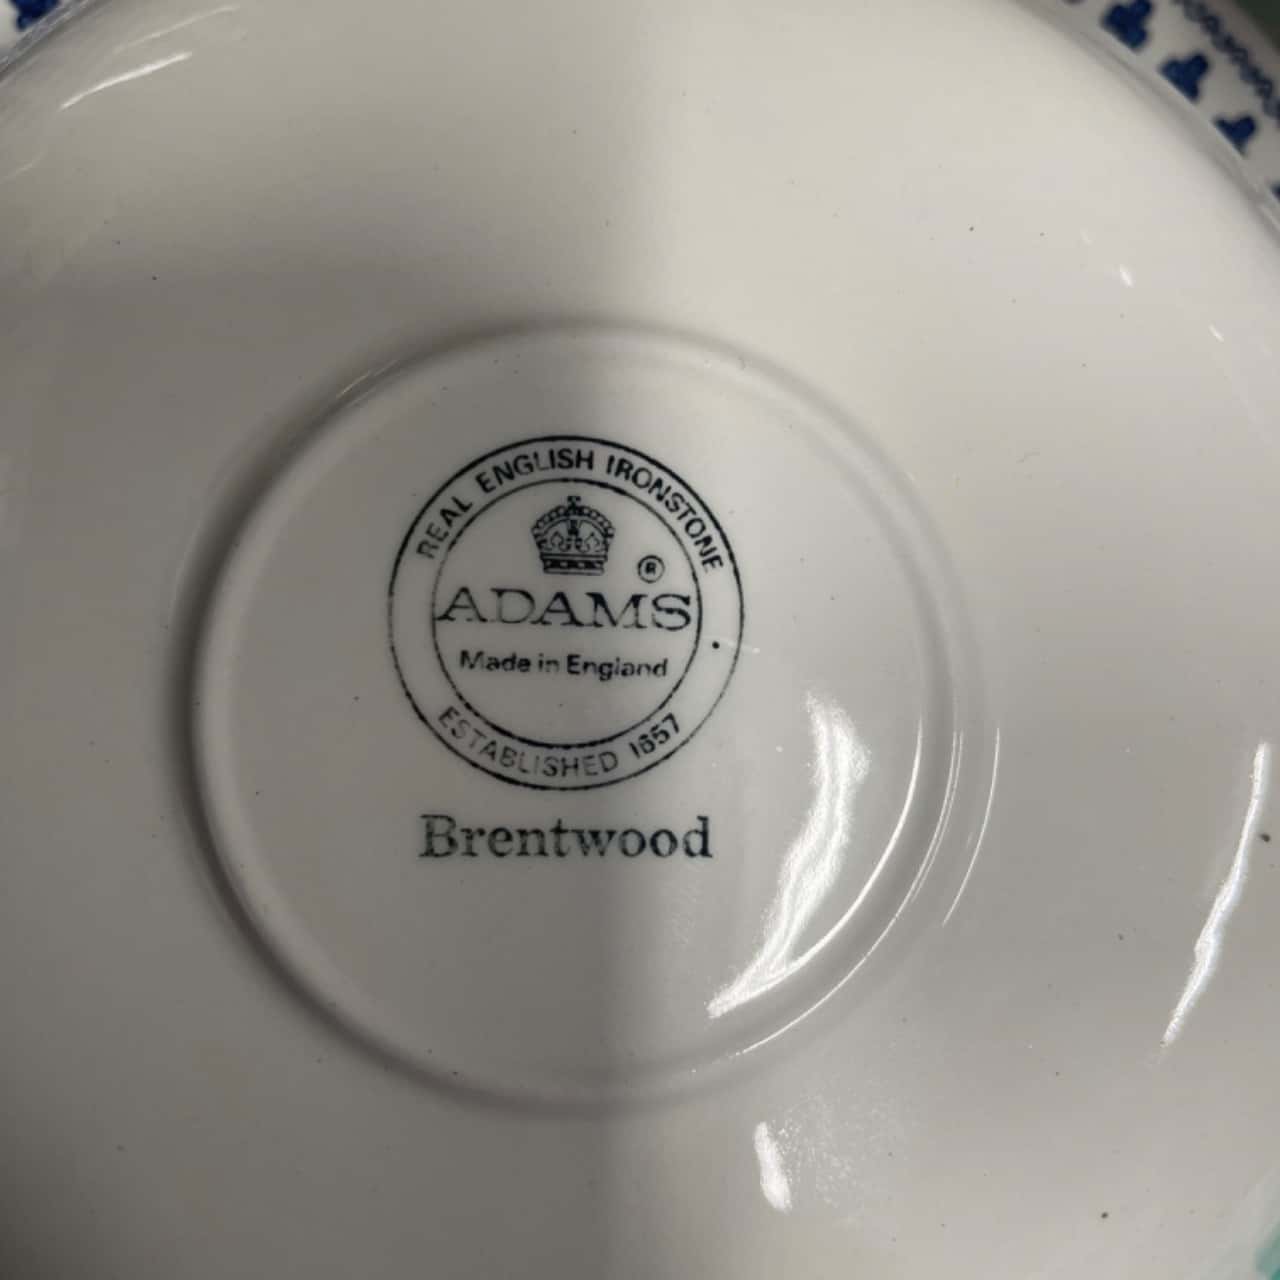 REAL ENGLISH IRONSTONE
®
ADAMS
Made in England
ESTABLISHED 1657
Brentwood